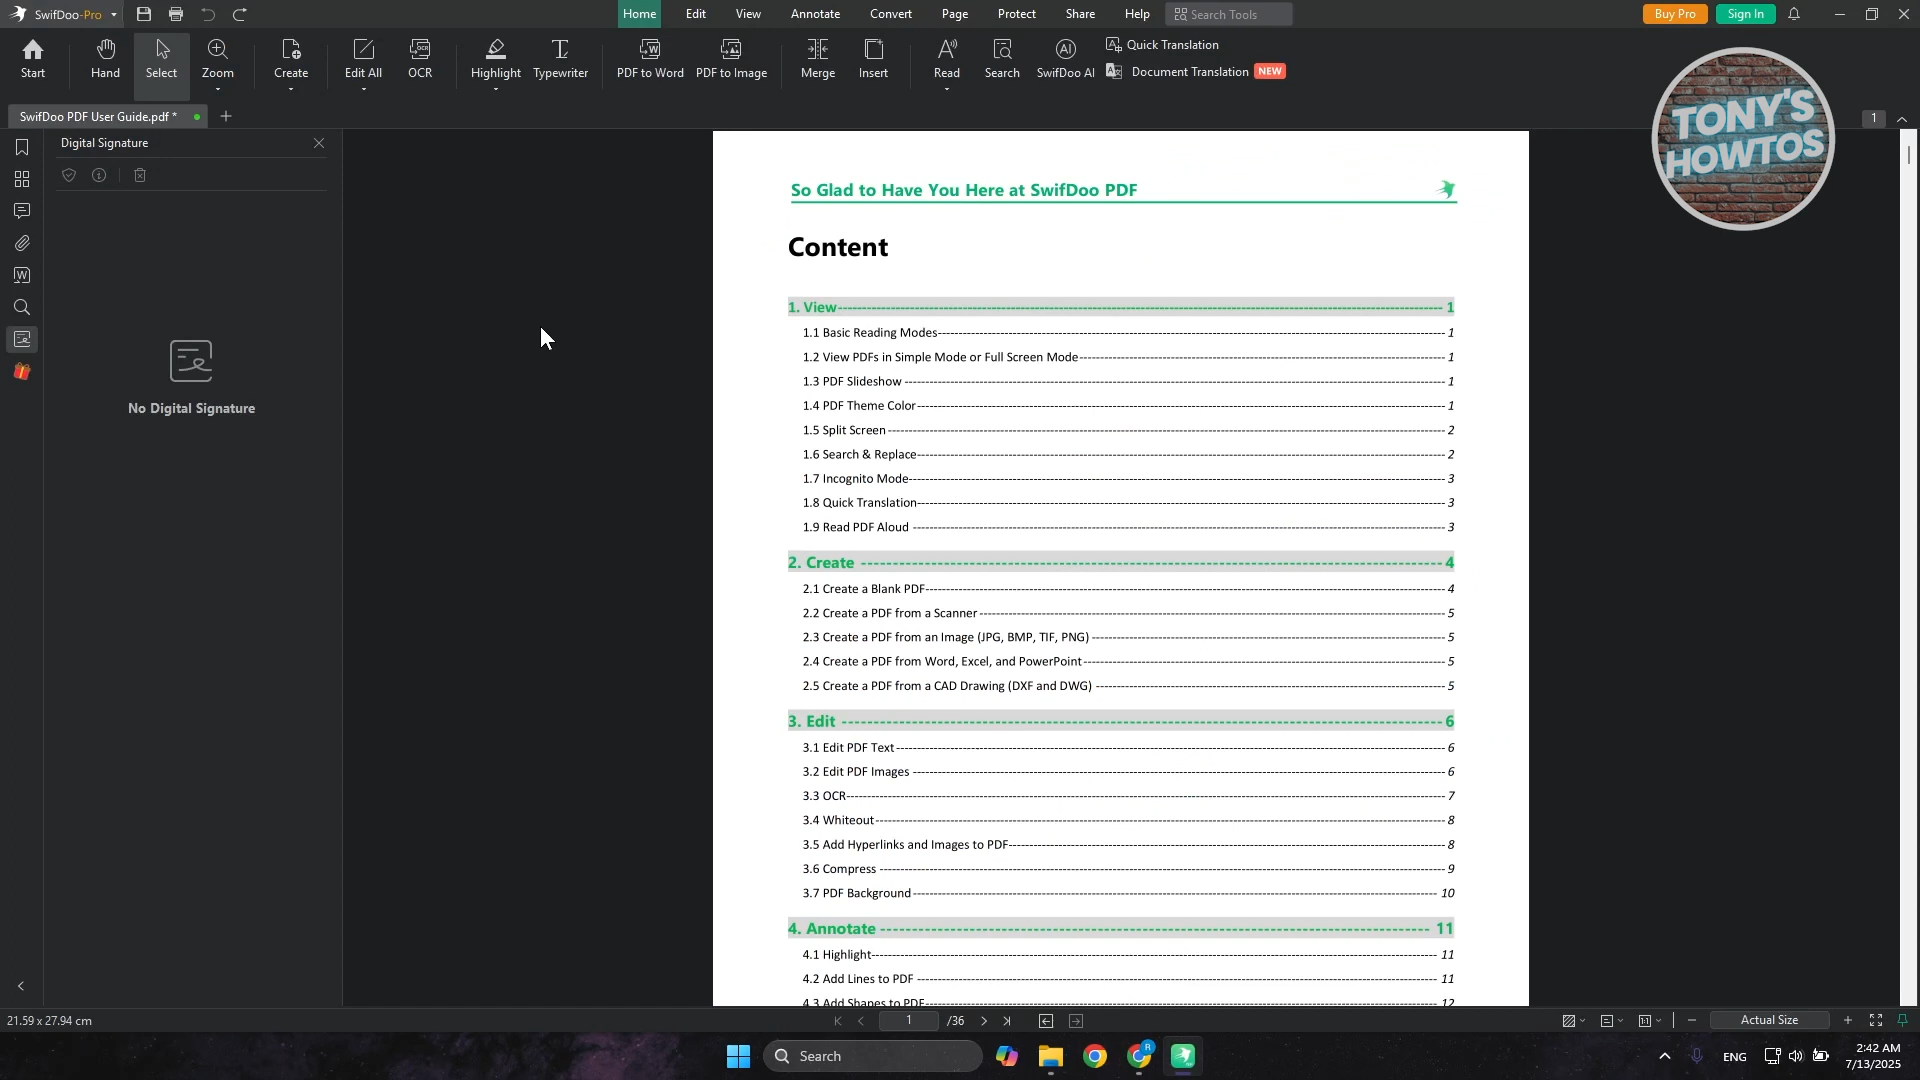 SwifDoo-Pro
Home Edit View Annotate Convert Page Protect Share Help Search Tools
Buy Pro Sign In
Start Hand Select Zoom Create Edit All OCR Highlight Typewriter PDF to Word PDF to Image Merge Insert Read Search SwifDoo AI
Quick Translation
Document Translation NEW
TONY'S
HOWTOS
SwifDoo PDF User Guide.pdf *
1
Digital Signature
No Digital Signature
So Glad to Have You Here at SwifDoo PDF
Content
1. View 1
1.1 Basic Reading Modes 1
1.2 View PDFs in Simple Mode or Full Screen Mode 1
1.3 PDF Slideshow 1
1.4 PDF Theme Color 1
1.5 Split Screen 2
1.6 Search & Replace 2
1.7 Incognito Mode 3
1.8 Quick Translation 3
1.9 Read PDF Aloud 3
2. Create 4
2.1 Create a Blank PDF 4
2.2 Create a PDF from a Scanner 5
2.3 Create a PDF from an Image (JPG, BMP, TIF, PNG) 5
2.4 Create a PDF from Word, Excel, and PowerPoint 5
2.5 Create a PDF from a CAD Drawing (DXF and DWG) 5
3. Edit 6
3.1 Edit PDF Text 6
3.2 Edit PDF Images 6
3.3 OCR 7
3.4 Whiteout 8
3.5 Add Hyperlinks and Images to PDF 8
3.6 Compress 9
3.7 PDF Background 10
4. Annotate 11
4.1 Highlight 11
4.2 Add Lines to PDF 11
4.3 Add Shapes to PDF 12
21.59 x 27.94 cm
1 /36
Actual Size
Search
ENG
2:42 AM
7/13/2025